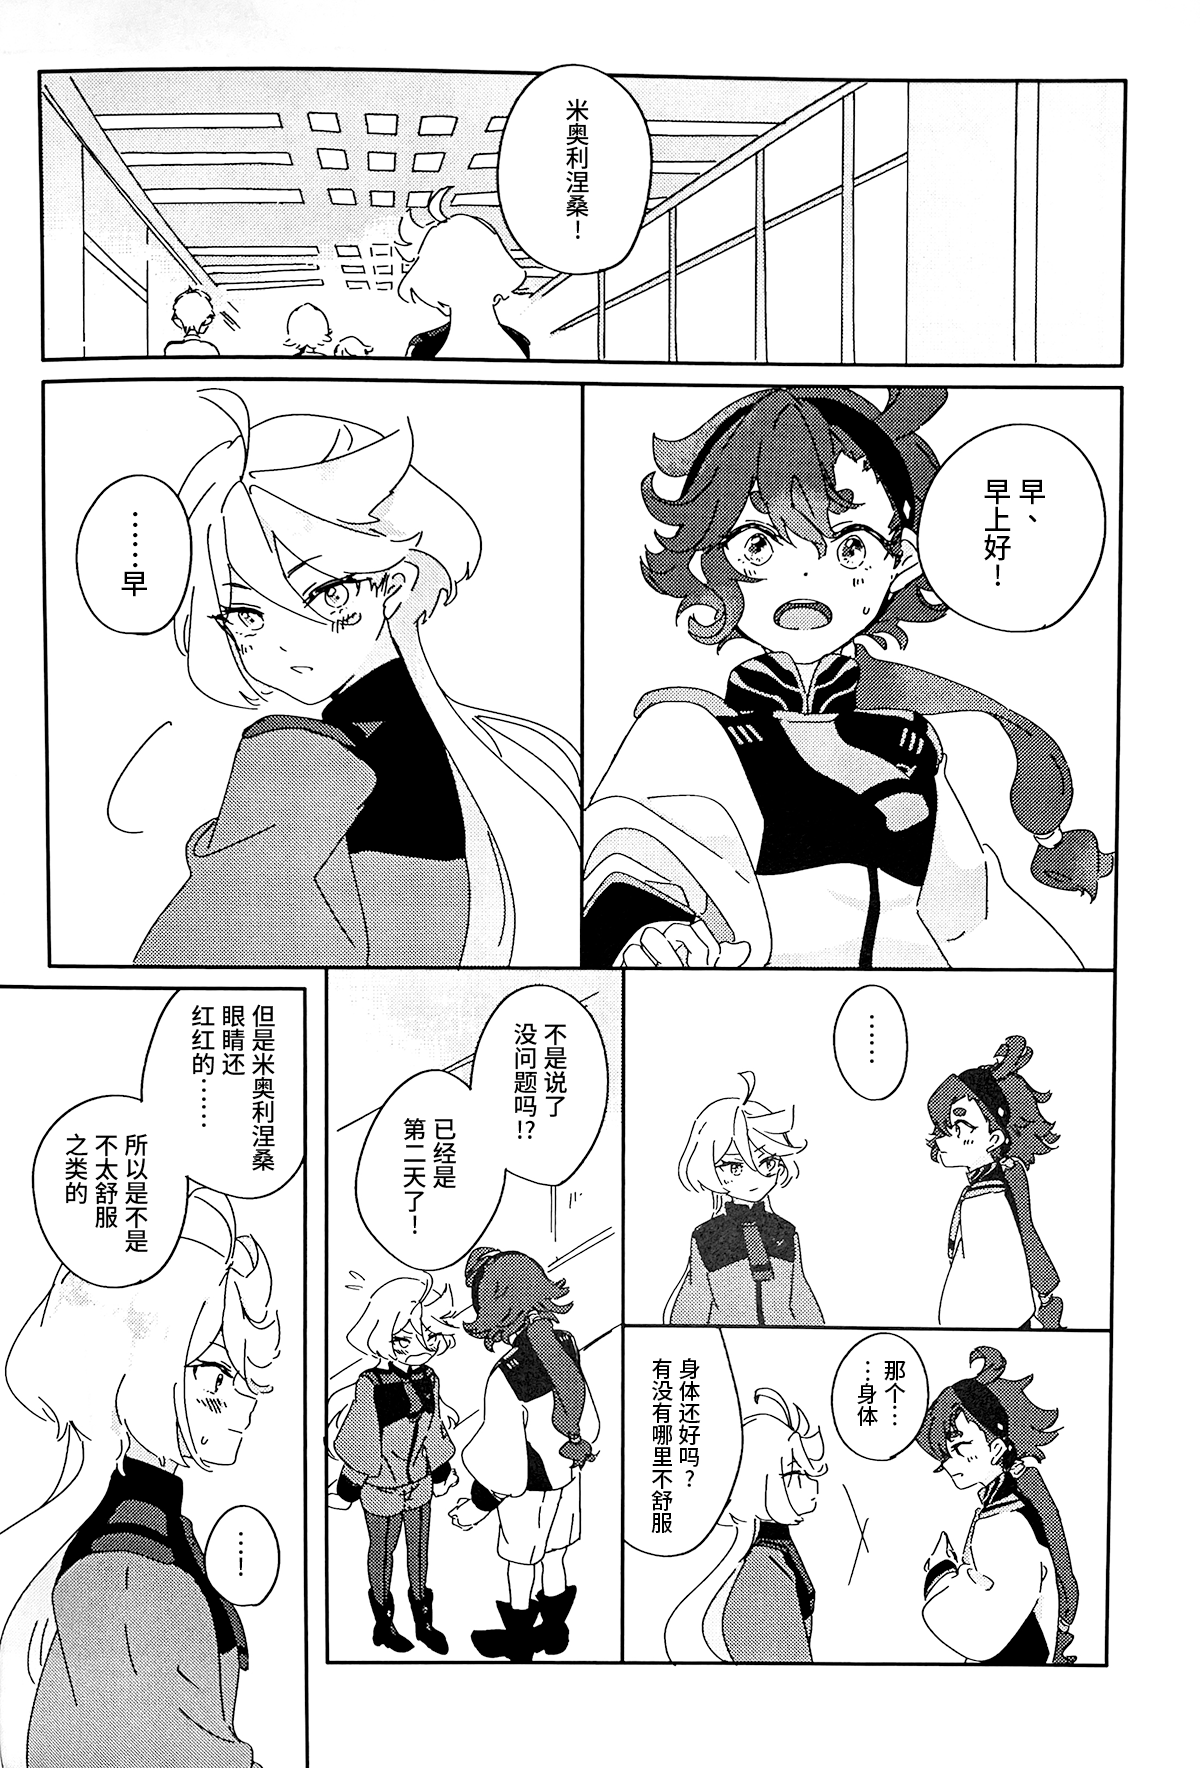 米奥利涅桑！
早、
早上好！
……早
……
那个…
…身体
身体还好吗？
有没有哪里不舒服
不是说了
没问题吗!?
已经是
第二天了！
但是米奥利涅桑
眼睛还
红红的……
所以是不是
不太舒服
之类的
…！